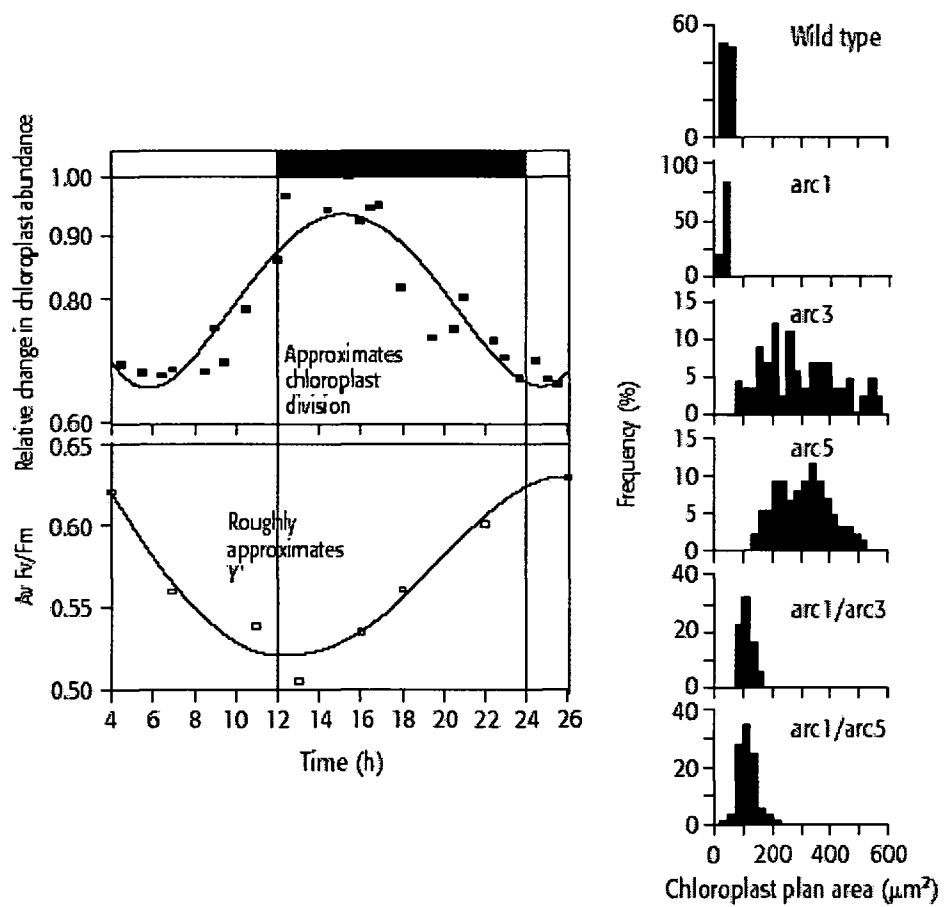 Relative change in chloroplast abundance
1.00
0.90
0.80
0.60
Approximates
chloroplast
division
Av Fv/Fm
0.65
0.60
0.55
0.50
Roughly
approximates
γ'
4 6 8 10 12 14 16 18 20 22 24 26
Time (h)
Frequency (%)
60
0
Wild type
100
50
0
arc1
15
10
5
0
arc3
15
10
5
0
arc5
40
20
0
arc1/arc3
40
20
0
arc1/arc5
0 200 400 600
Chloroplast plan area (μm²)